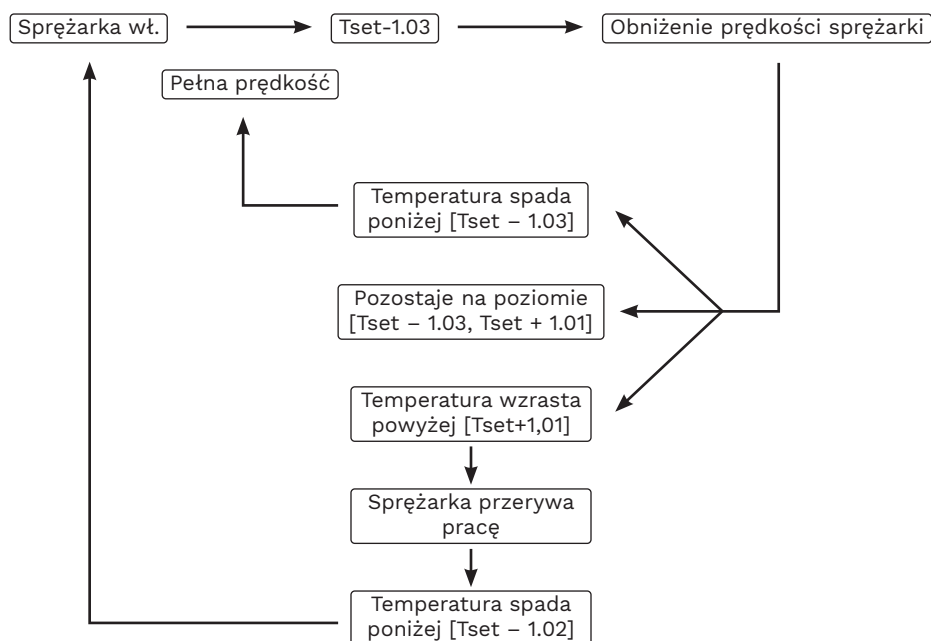 Sprężarka wł.
Tset-1.03
Obniżenie prędkości sprężarki
Pełna prędkość
Temperatura spada
poniżej [Tset – 1.03]
Pozostaje na poziomie
[Tset – 1.03, Tset + 1.01]
Temperatura wzrasta
powyżej [Tset+1,01]
Sprężarka przerywa
pracę
Temperatura spada
poniżej [Tset – 1.02]